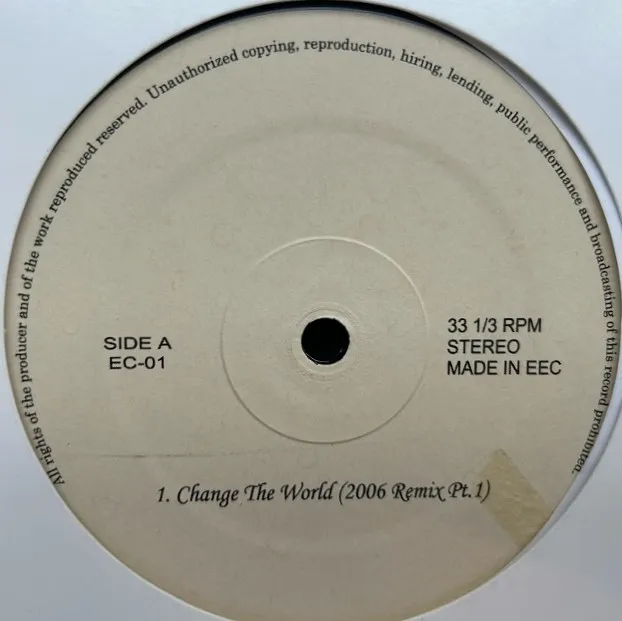 All rights of the producer and of the work reproduced reserved. Unauthorized copying, reproduction, hiring, lending, public performance and broadcasting of this record prohibited.
SIDE A
EC-01
33 1/3 RPM
STEREO
MADE IN EEC
1. Change The World (2006 Remix Pt. 1)